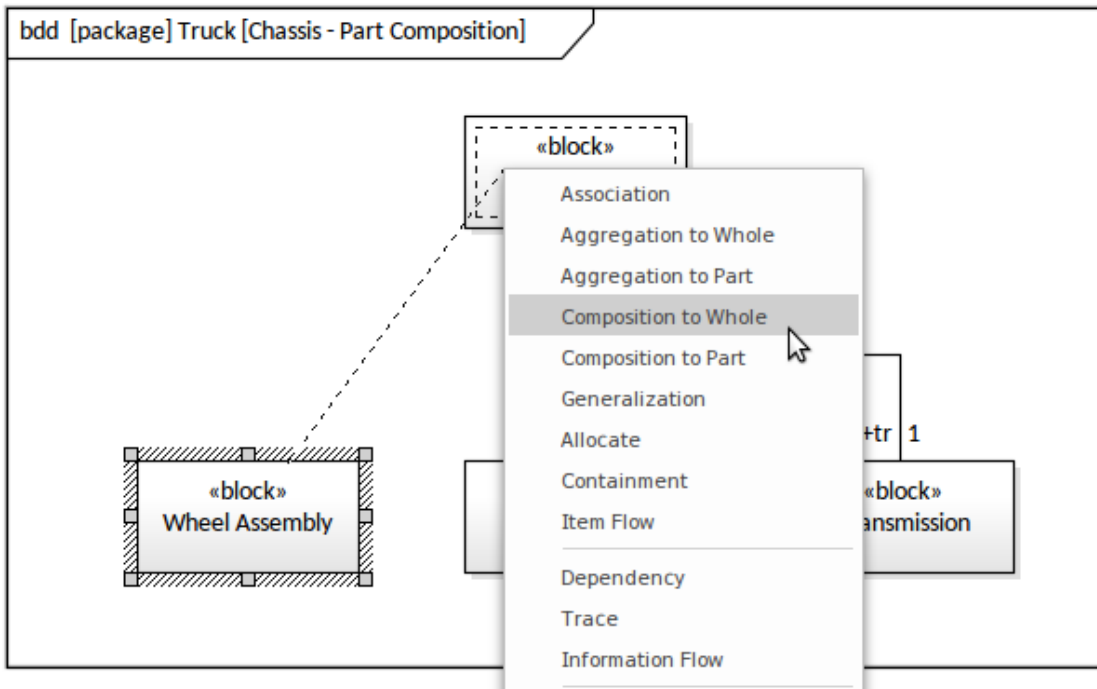 bdd [package] Truck [Chassis - Part Composition]
«block»
Association
Aggregation to Whole
Aggregation to Part
Composition to Whole
Composition to Part
Generalization
Allocate
Containment
Item Flow
Dependency
Trace
Information Flow
+tr 1
«block»
Wheel Assembly
«block»
ansmission